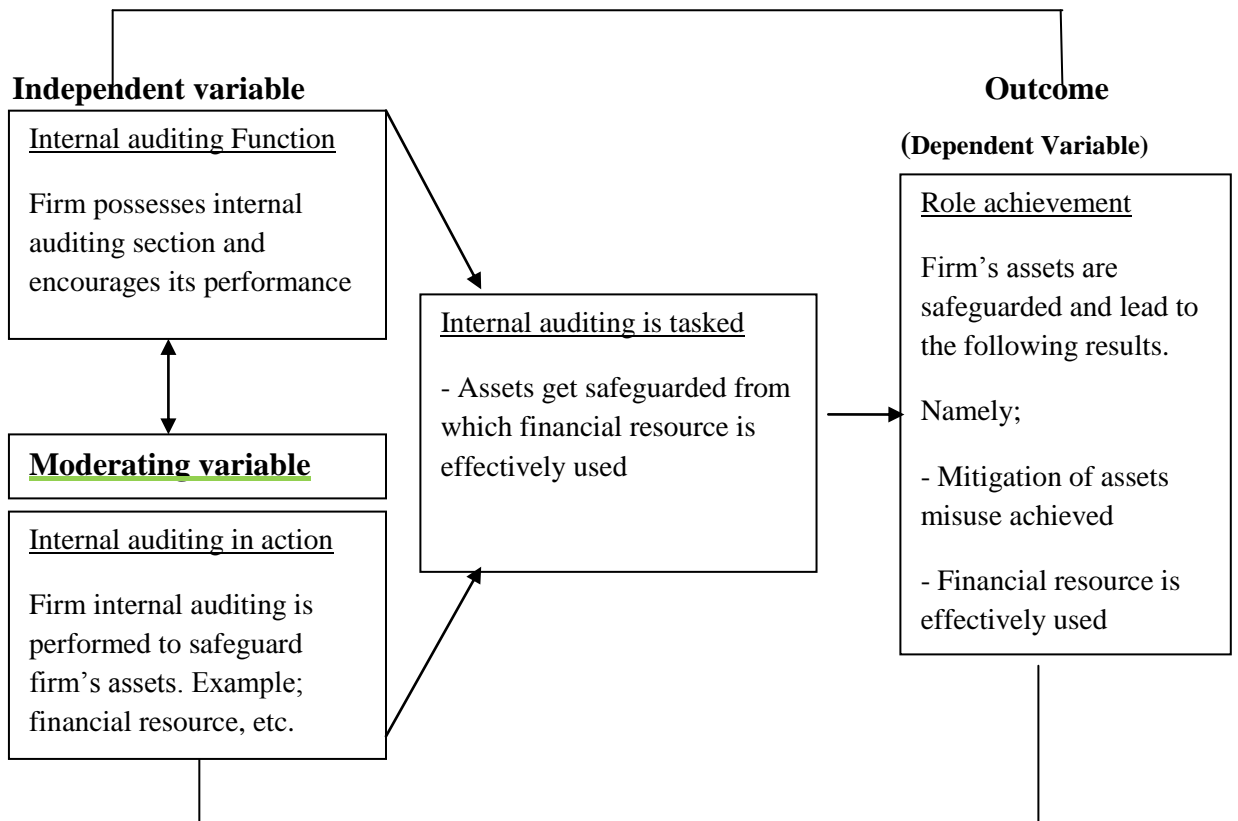 Independent variable
Internal auditing Function
Firm possesses internal
auditing section and
encourages its performance
Moderating variable
Internal auditing in action
Firm internal auditing is
performed to safeguard
firm’s assets. Example;
financial resource, etc.
Internal auditing is tasked
- Assets get safeguarded from
which financial resource is
effectively used
Outcome
(Dependent Variable)
Role achievement
Firm’s assets are
safeguarded and lead to
the following results.
Namely;
- Mitigation of assets
misuse achieved
- Financial resource is
effectively used